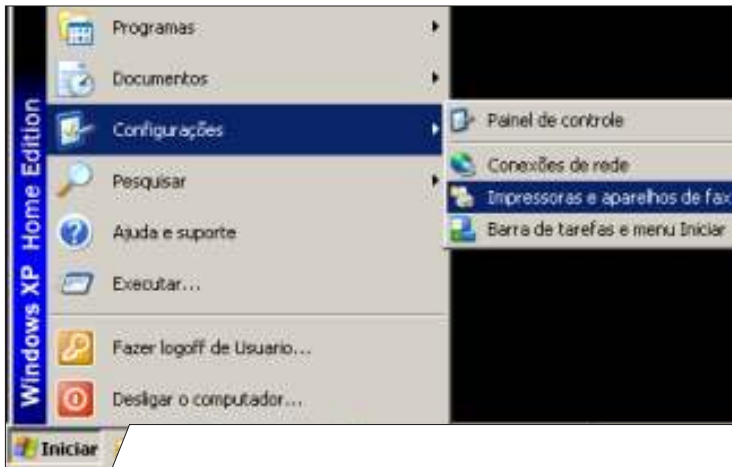 Programas
Documentos
Configurações
Pesquisar
Ajuda e suporte
Executar...
Fazer logoff de Usuario...
Desligar o computador...
Painel de controle
Conexões de rede
Impressoras e aparelhos de fax
Barra de tarefas e menu Iniciar
Windows XP Home Edition
Iniciar